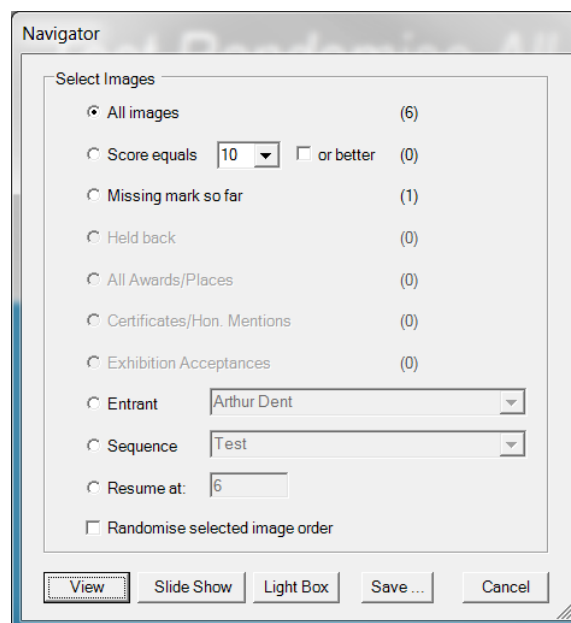 Navigator
Select Images
All images (6)
Score equals 10 or better (0)
Missing mark so far (1)
Held back (0)
All Awards/Places (0)
Certificates/Hon. Mentions (0)
Exhibition Acceptances (0)
Entrant Arthur Dent
Sequence Test
Resume at: 6
Randomise selected image order
View Slide Show Light Box Save ... Cancel